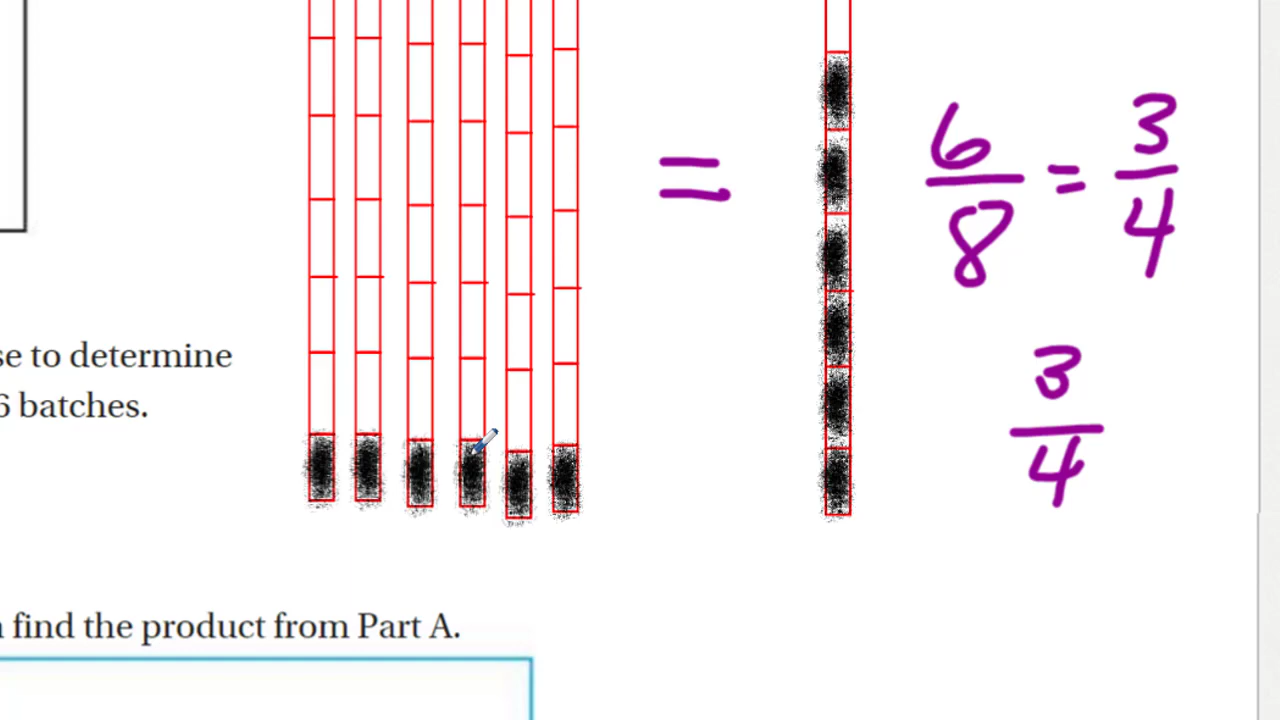 =
6/8 = 3/4
3/4
se to determine
6 batches.
find the product from Part A.